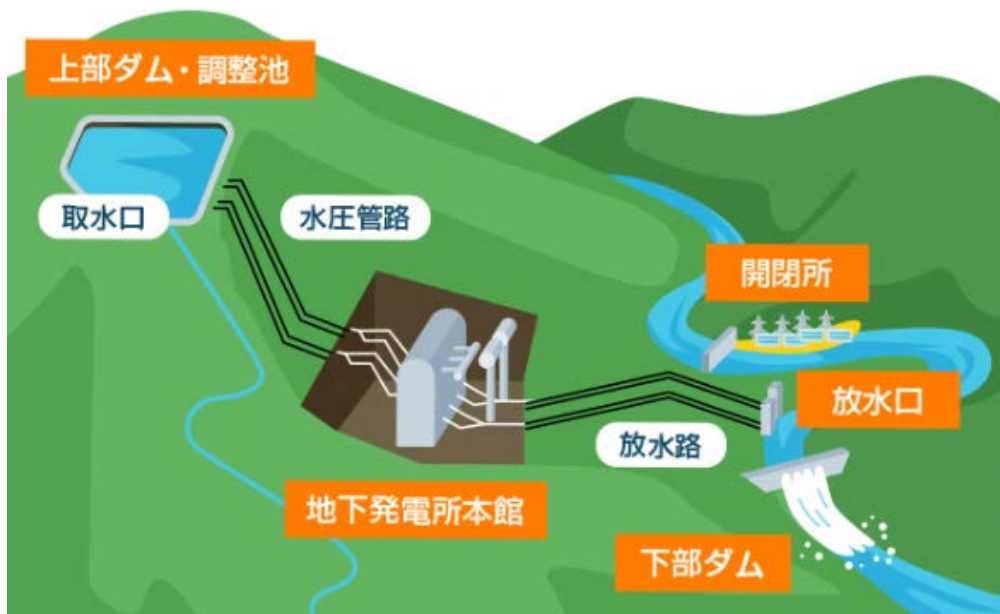 上部ダム・調整池
取水口
水圧管路
開閉所
放水口
放水路
地下発電所本館
下部ダム